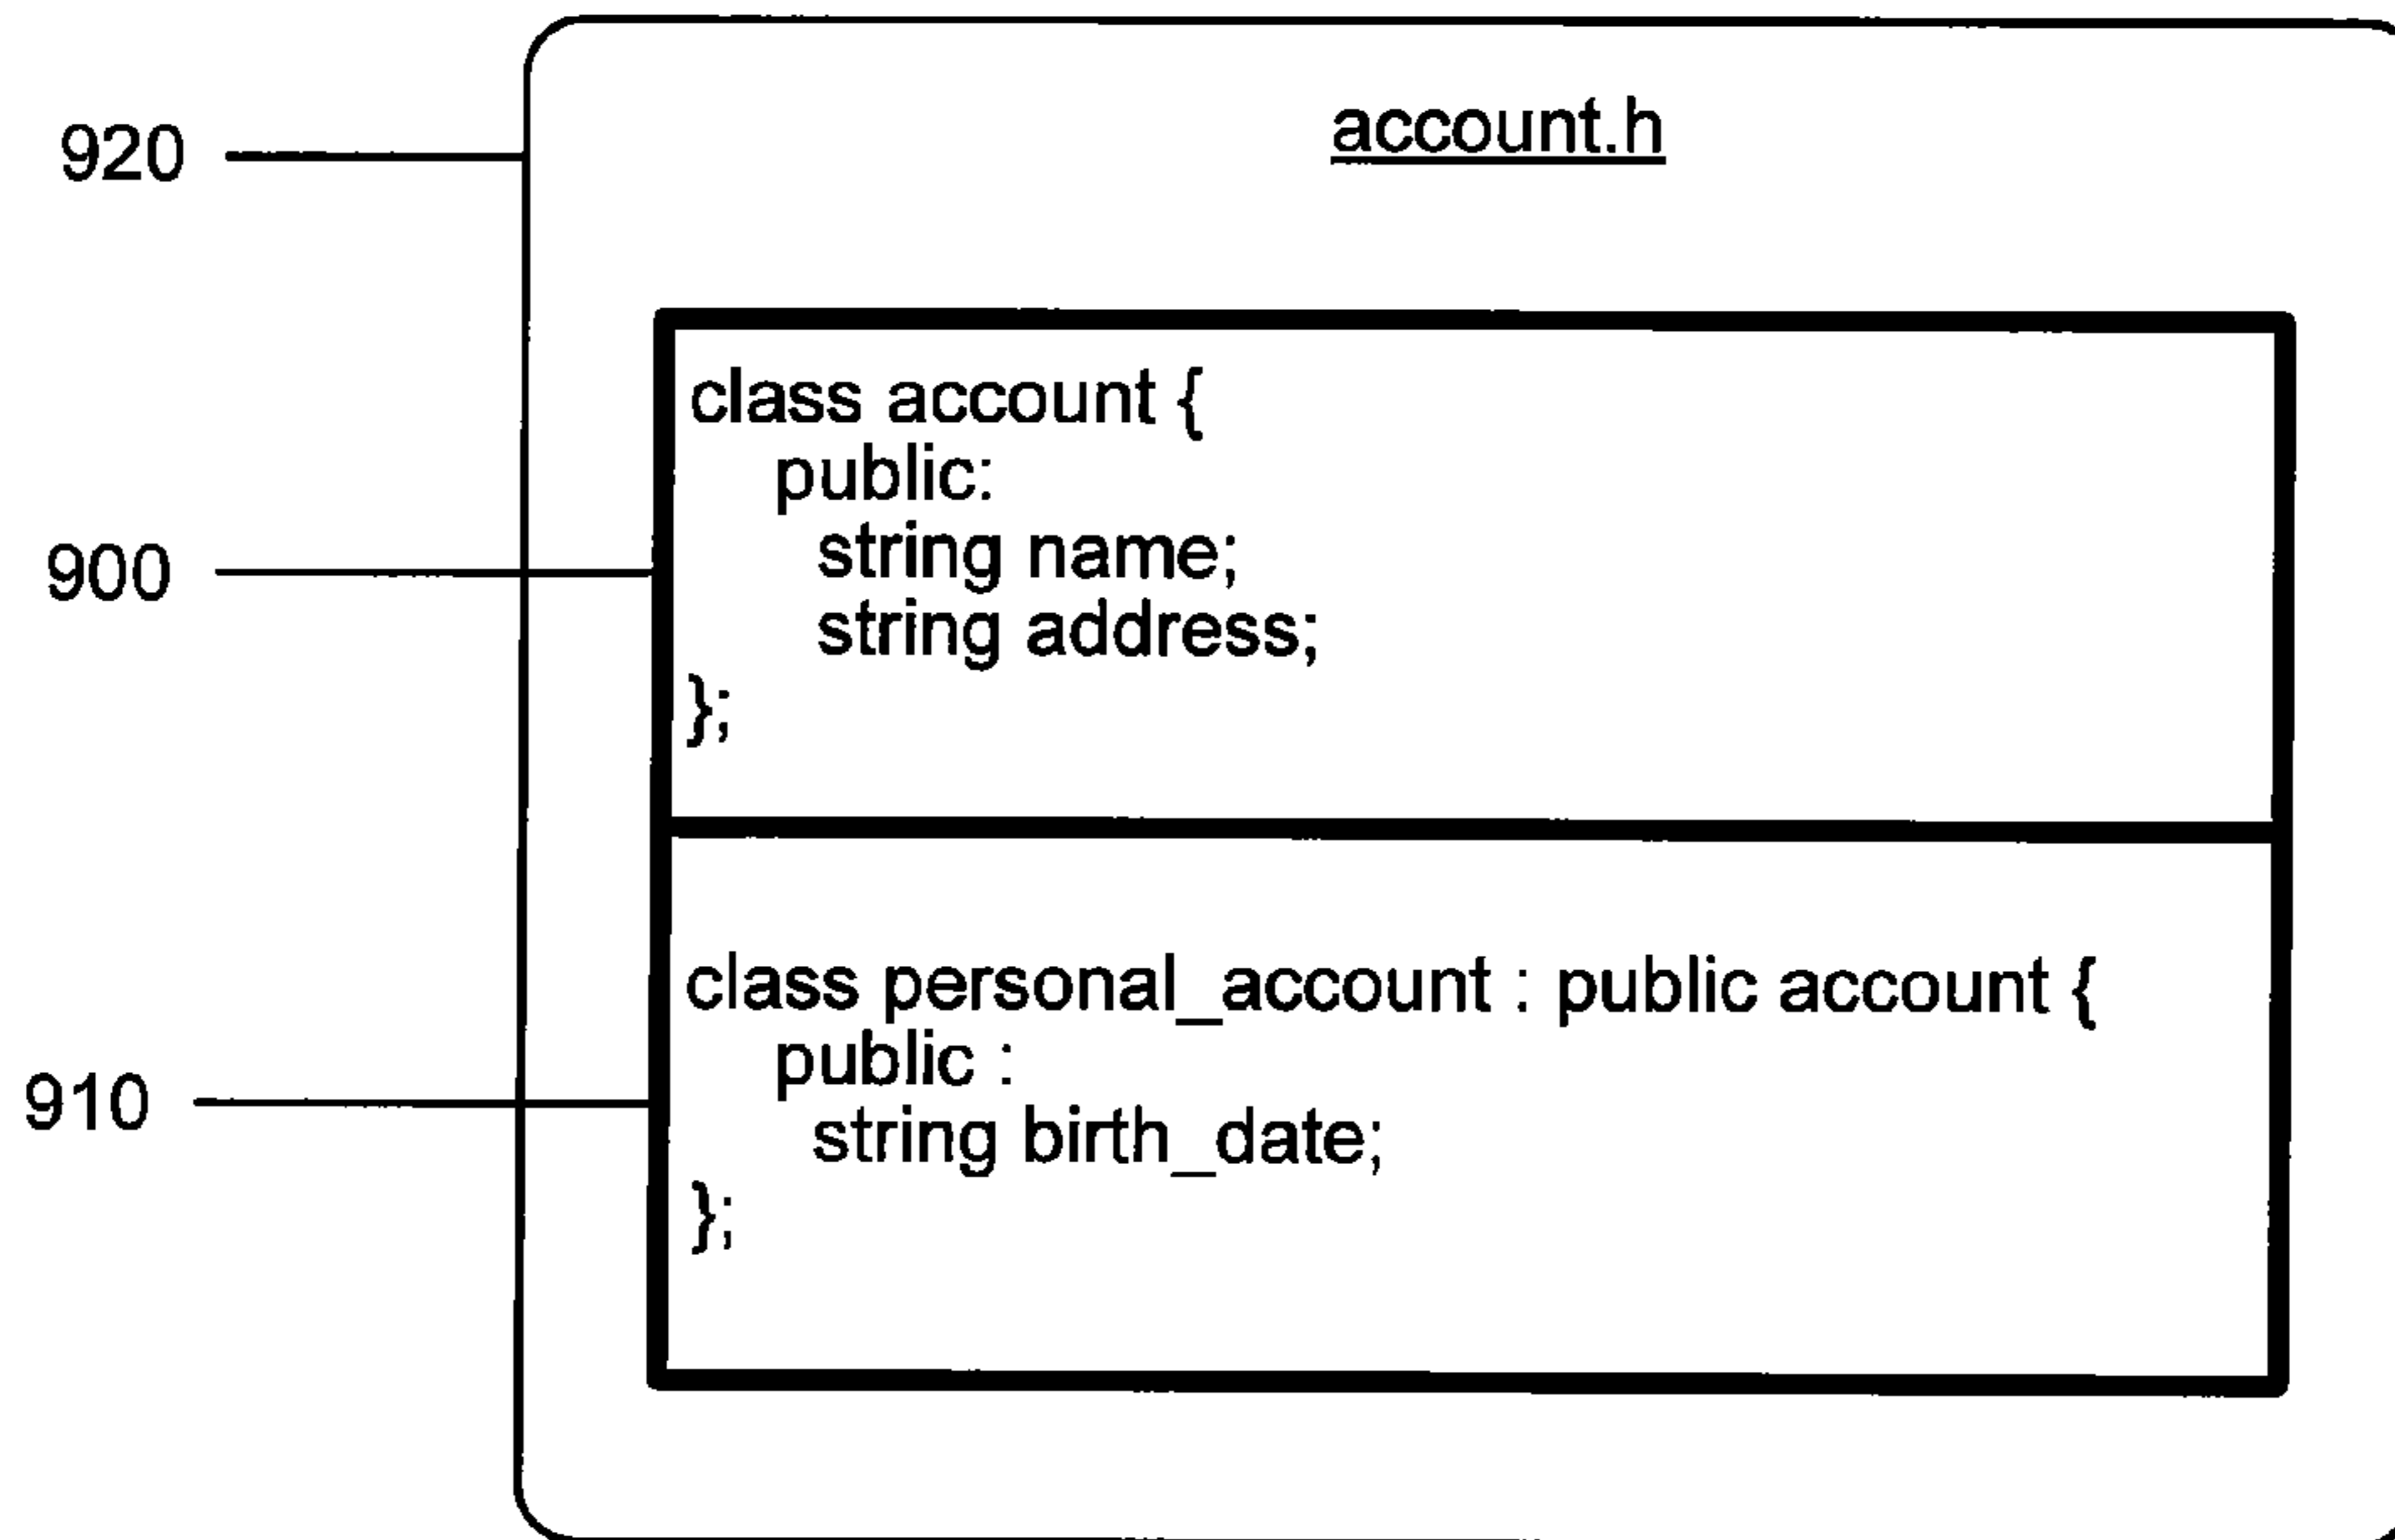 920
account.h
class account {
public:
900
string name;
string address;
};
class personal_account : public account {
public :
910
string birth_date;
};